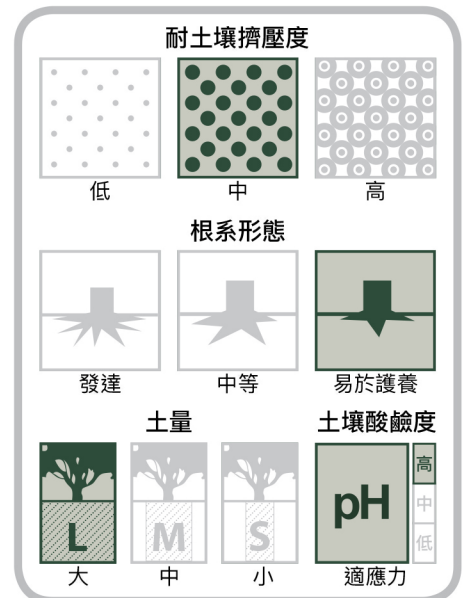 耐土壤擠壓度
低 中 高
根系形態
發達 中等 易於護養
土量 土壤酸鹼度
L M S pH 高
中
低
大 中 小 適應力